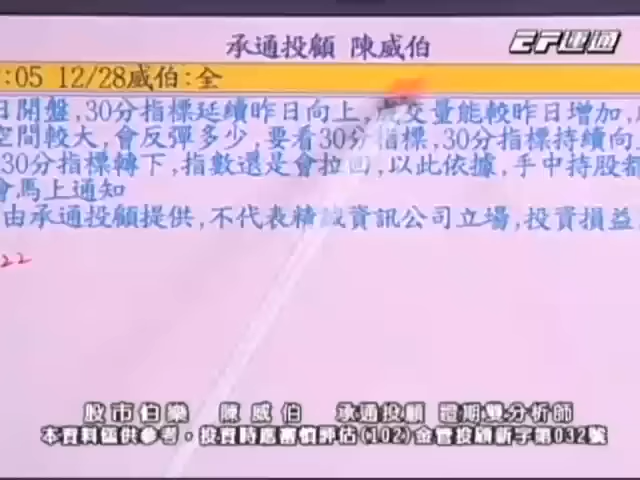 承通投顧 陳威伯
EF運通
:05 12/28威伯:全
日開盤,30分指標延續昨日向上,成交量能較昨日增加,
空間較大,會反彈多少,要看30分指標,30分指標持續向
30分指標轉下,指數還是會拉回,以此依據,手中持股都
會馬上通知
由承通投顧提供,不代表精誠資訊公司立場,投資損益
22
股市伯樂 陳威伯 承通投顧 證期雙分析師
本資料僅供參考,投資時應審慎評估(102)金管投顧新字第032號